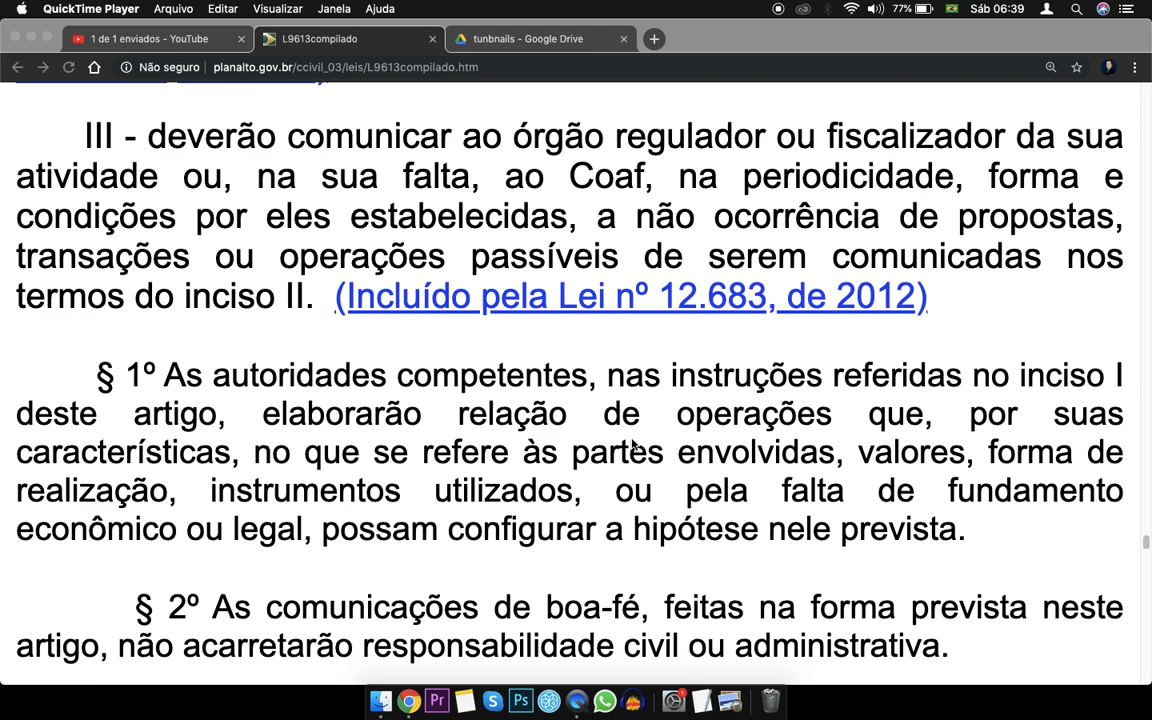 QuickTime Player Arquivo Editar Visualizar Janela Ajuda 77% Sáb 06:39
1 de 1 enviados - YouTube L9613compilado tunbnails - Google Drive
Não seguro planalto.gov.br/ccivil_03/leis/L9613compilado.htm
III - deverão comunicar ao órgão regulador ou fiscalizador da sua
atividade ou, na sua falta, ao Coaf, na periodicidade, forma e
condições por eles estabelecidas, a não ocorrência de propostas,
transações ou operações passíveis de serem comunicadas nos
termos do inciso II. (Incluído pela Lei nº 12.683, de 2012)
§ 1º As autoridades competentes, nas instruções referidas no inciso I
deste artigo, elaborarão relação de operações que, por suas
características, no que se refere às partes envolvidas, valores, forma de
realização, instrumentos utilizados, ou pela falta de fundamento
econômico ou legal, possam configurar a hipótese nele prevista.
§ 2º As comunicações de boa-fé, feitas na forma prevista neste
artigo, não acarretarão responsabilidade civil ou administrativa.
Pr Ps